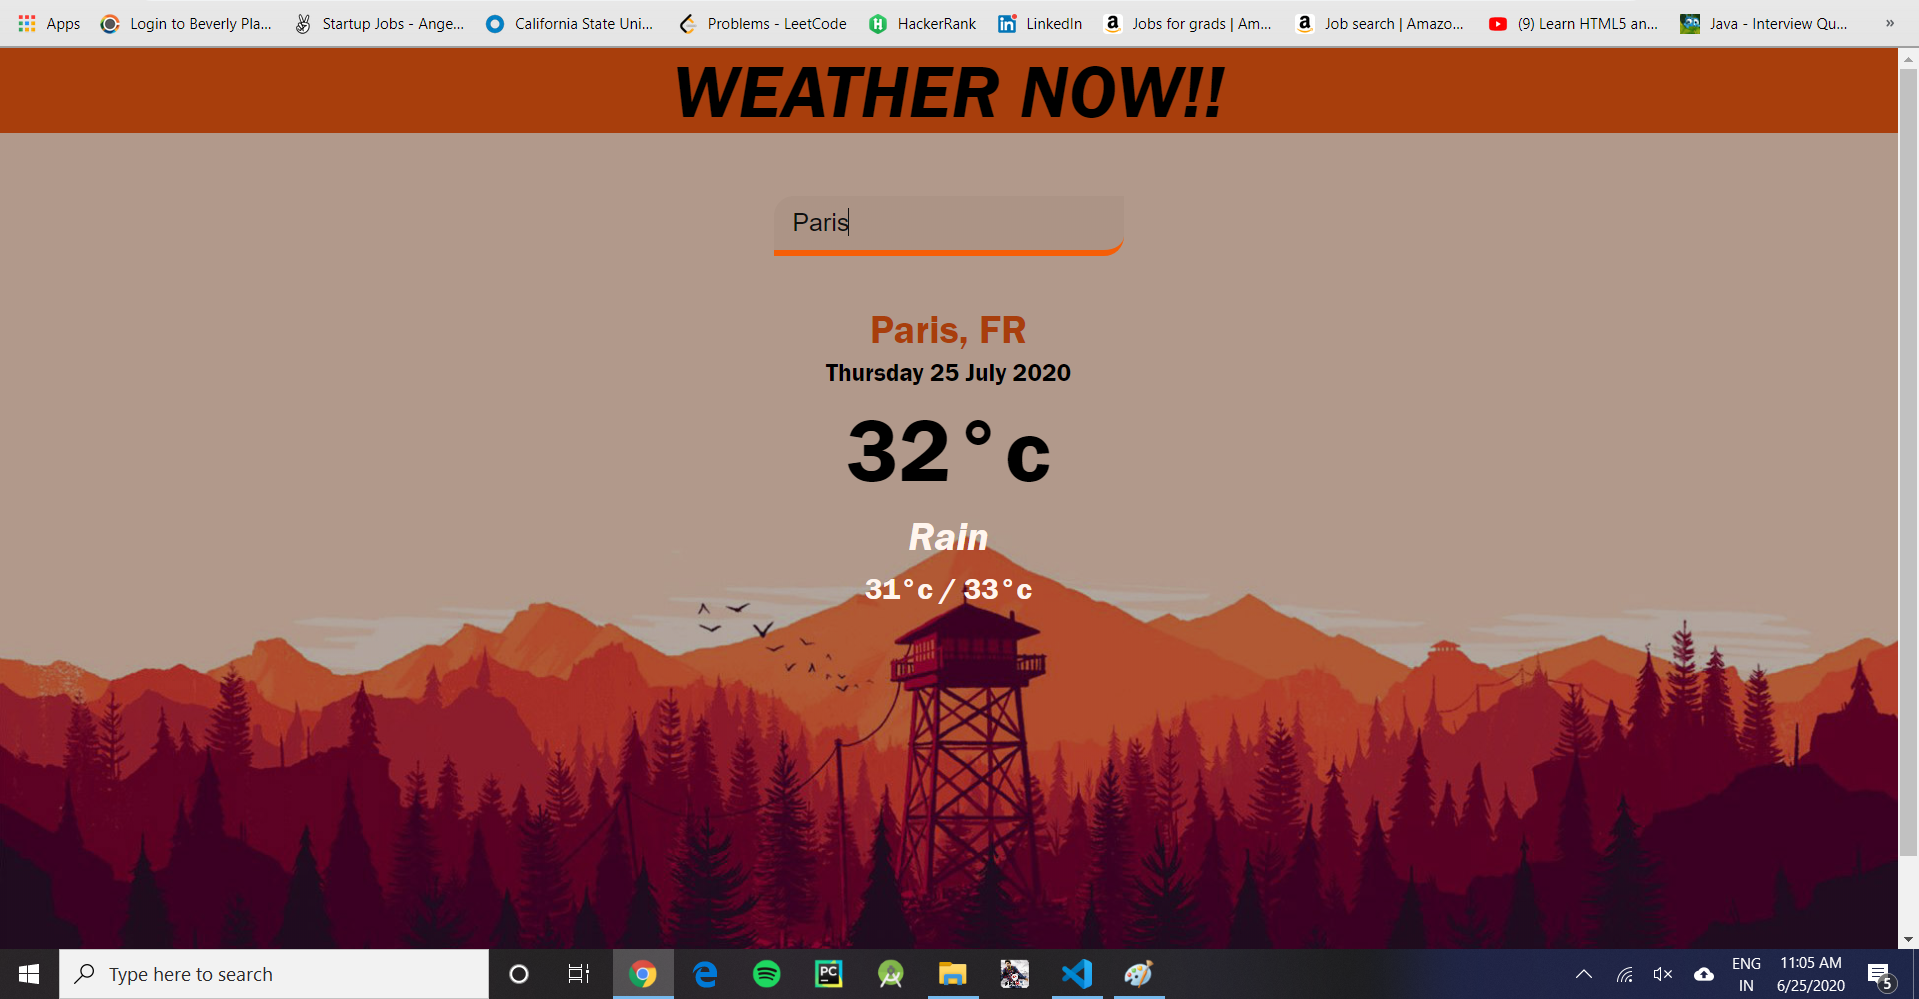 Apps Login to Beverly Pla... Startup Jobs - Ange... California State Uni... Problems - LeetCode HackerRank LinkedIn Jobs for grads | Am... Job search | Amazo... (9) Learn HTML5 an... Java - Interview Qu... »
WEATHER NOW!!
Paris
Paris, FR
Thursday 25 July 2020
32°c
Rain
31°c / 33°c
Type here to search
ENG
IN
11:05 AM
6/25/2020
5